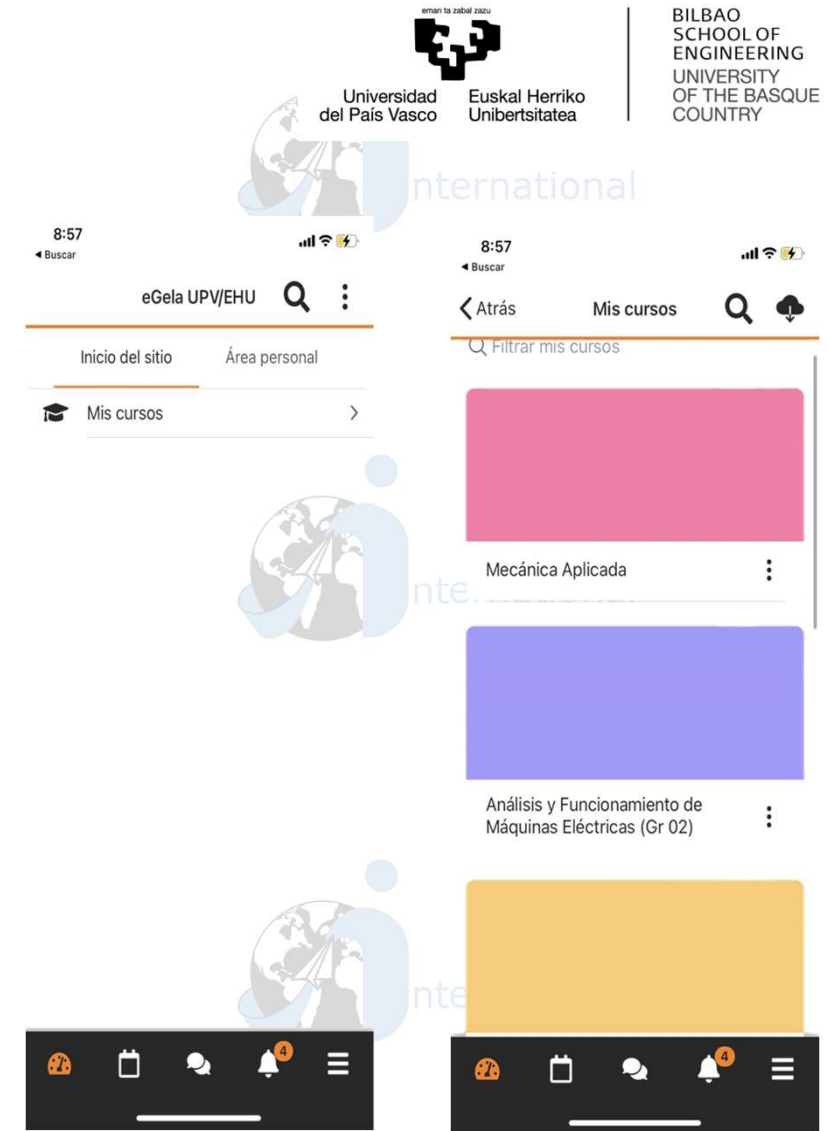 eman ta zabal zazu
Universidad
del País Vasco
Euskal Herriko
Unibertsitatea
BILBAO
SCHOOL OF
ENGINEERING
UNIVERSITY
OF THE BASQUE
COUNTRY
nternational
8:57
◄ Buscar
eGela UPV/EHU
Inicio del sitio
Área personal
Mis cursos
4
8:57
◄ Buscar
Atrás
Mis cursos
Filtrar mis cursos
Mecánica Aplicada
Análisis y Funcionamiento de
Máquinas Eléctricas (Gr 02)
4